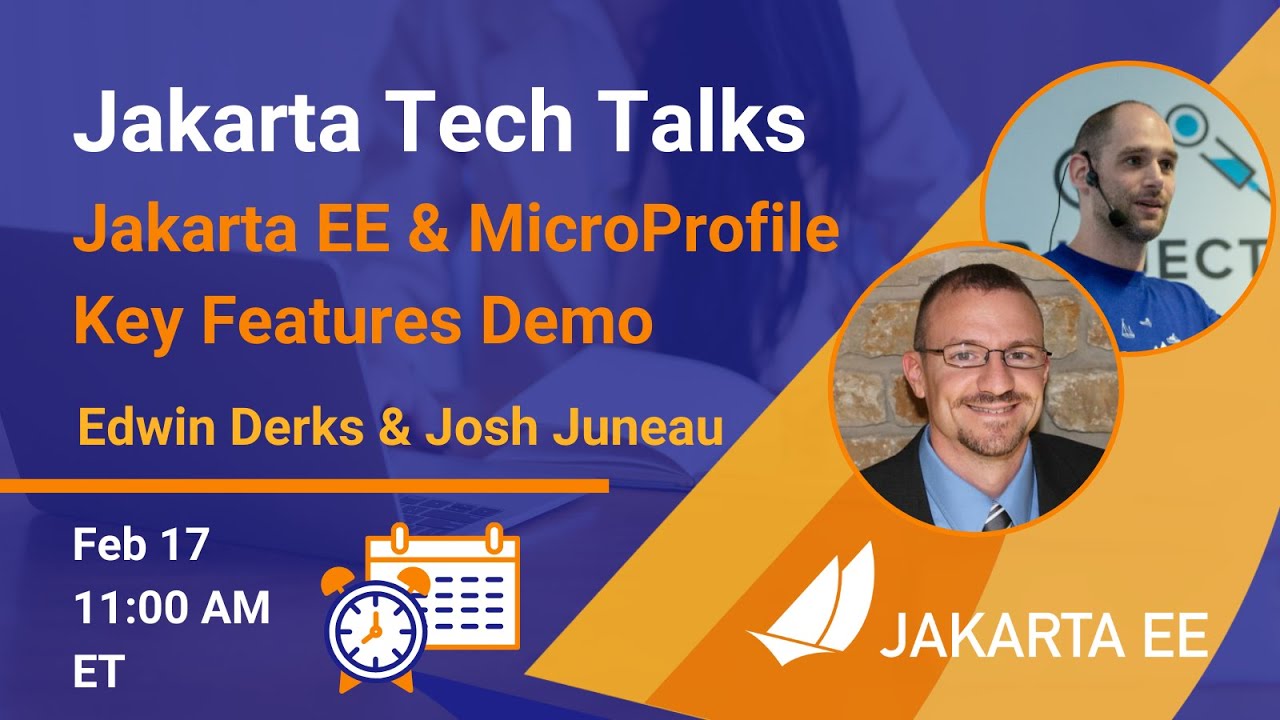 Jakarta Tech Talks
Jakarta EE & MicroProfile
Key Features Demo
Edwin Derks & Josh Juneau
Feb 17
11:00 AM
ET
JECT
JAKARTA EE